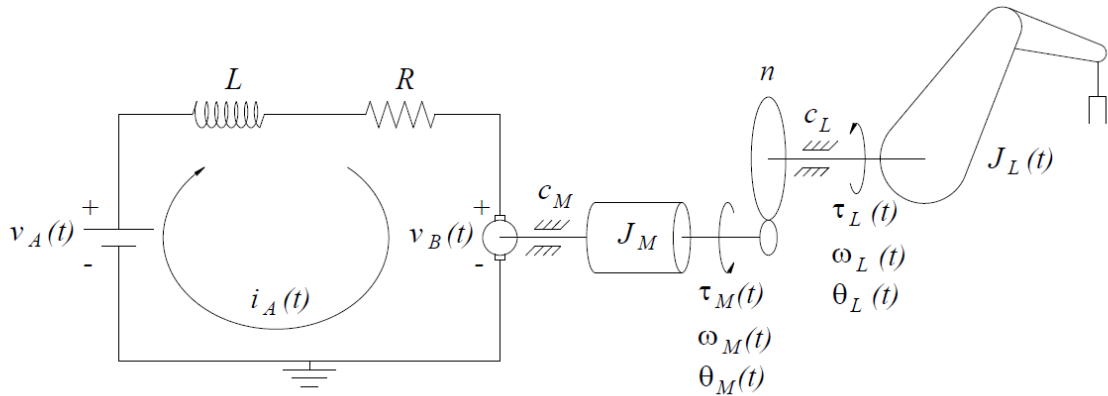 L
R
n
c_L
J_L(t)
+
v_A(t)
-
i_A(t)
+
v_B(t)
-
c_M
J_M
τ_M(t)
ω_M(t)
θ_M(t)
τ_L(t)
ω_L(t)
θ_L(t)